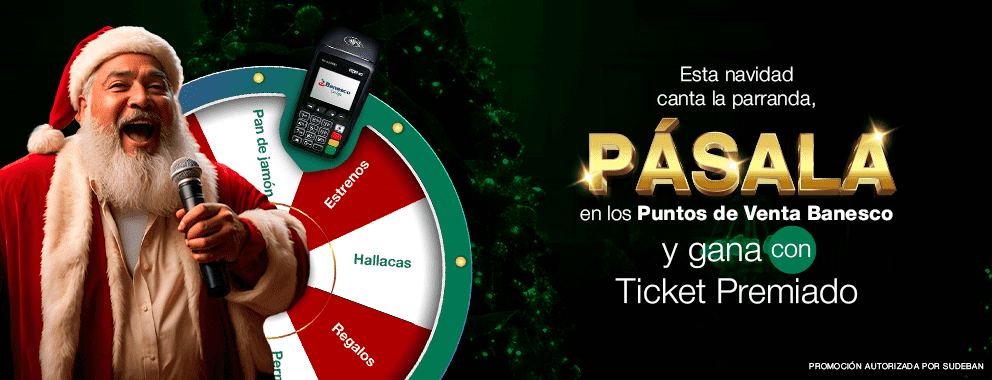 Esta navidad
canta la parranda,
PÁSALA
en los Puntos de Venta Banesco
y gana con
Ticket Premiado
Pan de jamón
Estrenos
Hallacas
Regalos
Banesco
PROMOCIÓN AUTORIZADA POR SUDEBAN